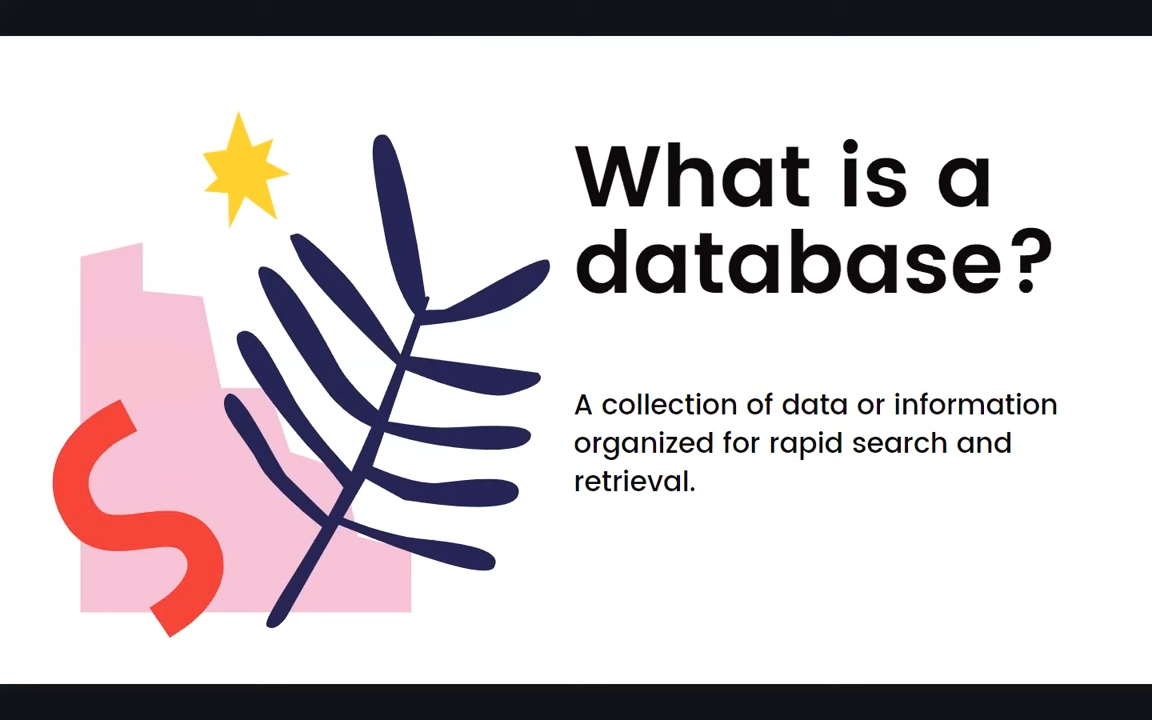 What is a
database?
A collection of data or information
organized for rapid search and
retrieval.